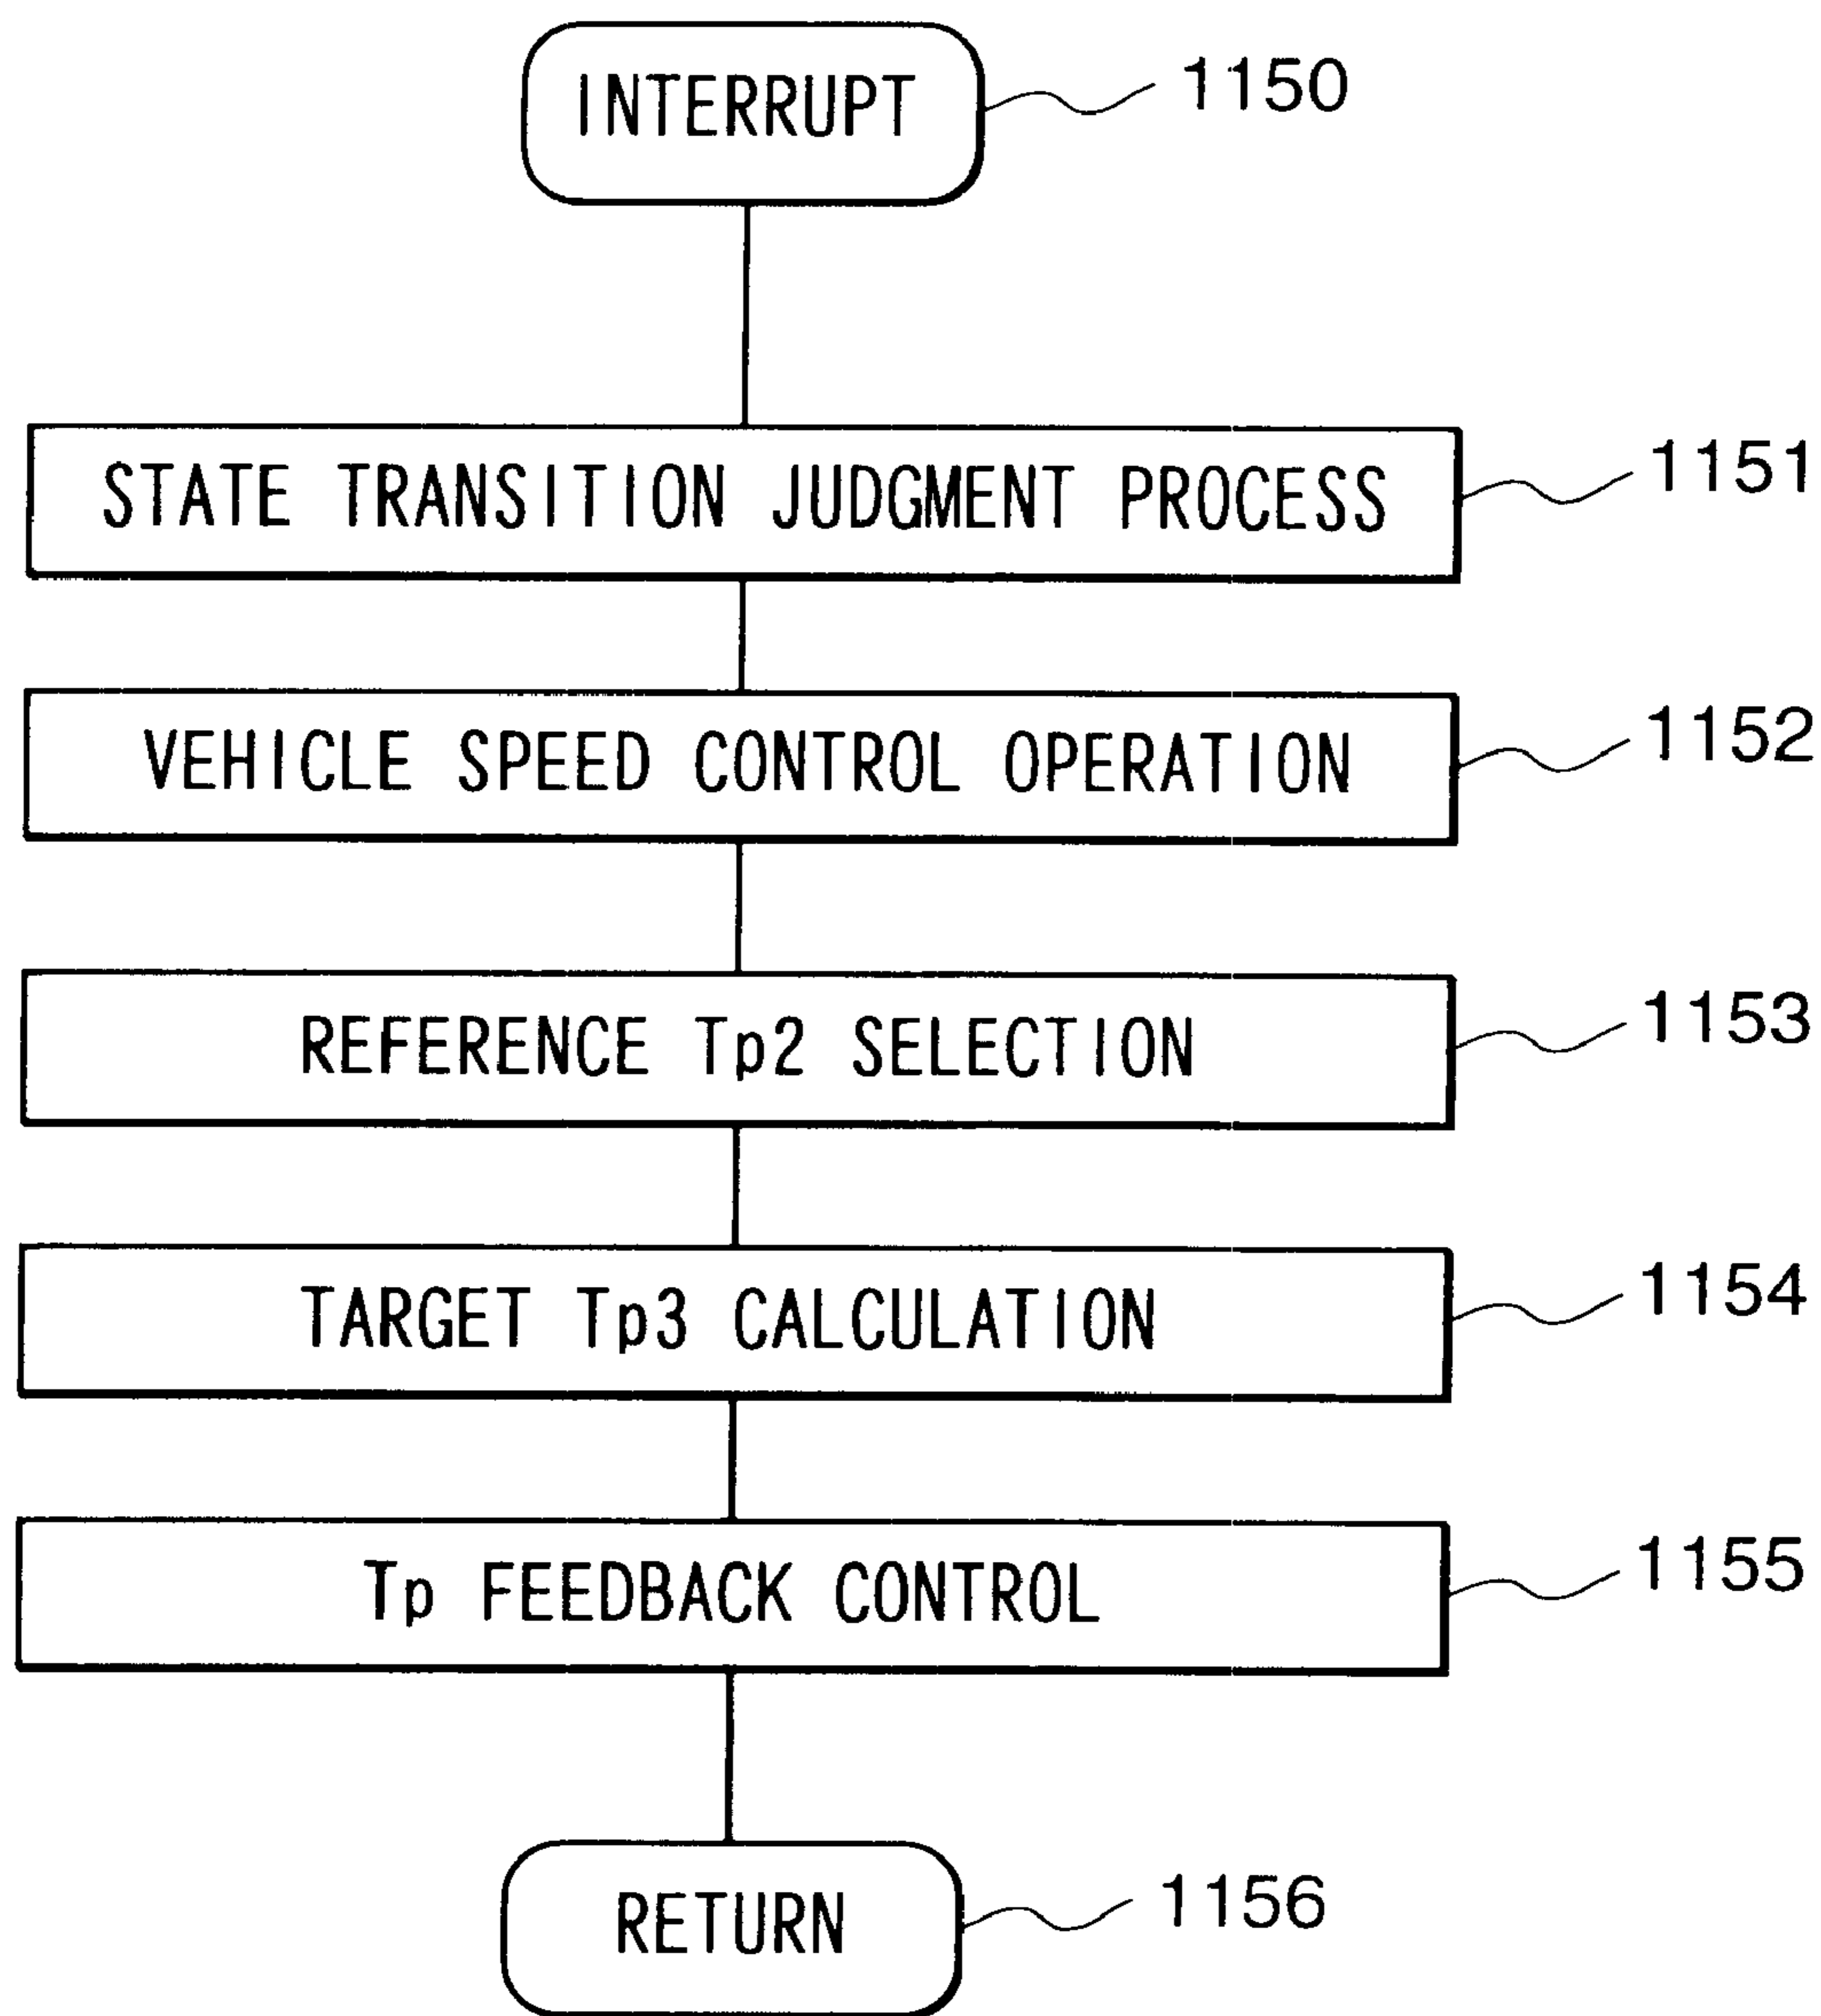 INTERRUPT
1150
STATE TRANSITION JUDGMENT PROCESS
1151
VEHICLE SPEED CONTROL OPERATION
1152
REFERENCE Tp2 SELECTION
1153
TARGET Tp3 CALCULATION
1154
Tp FEEDBACK CONTROL
1155
RETURN
1156